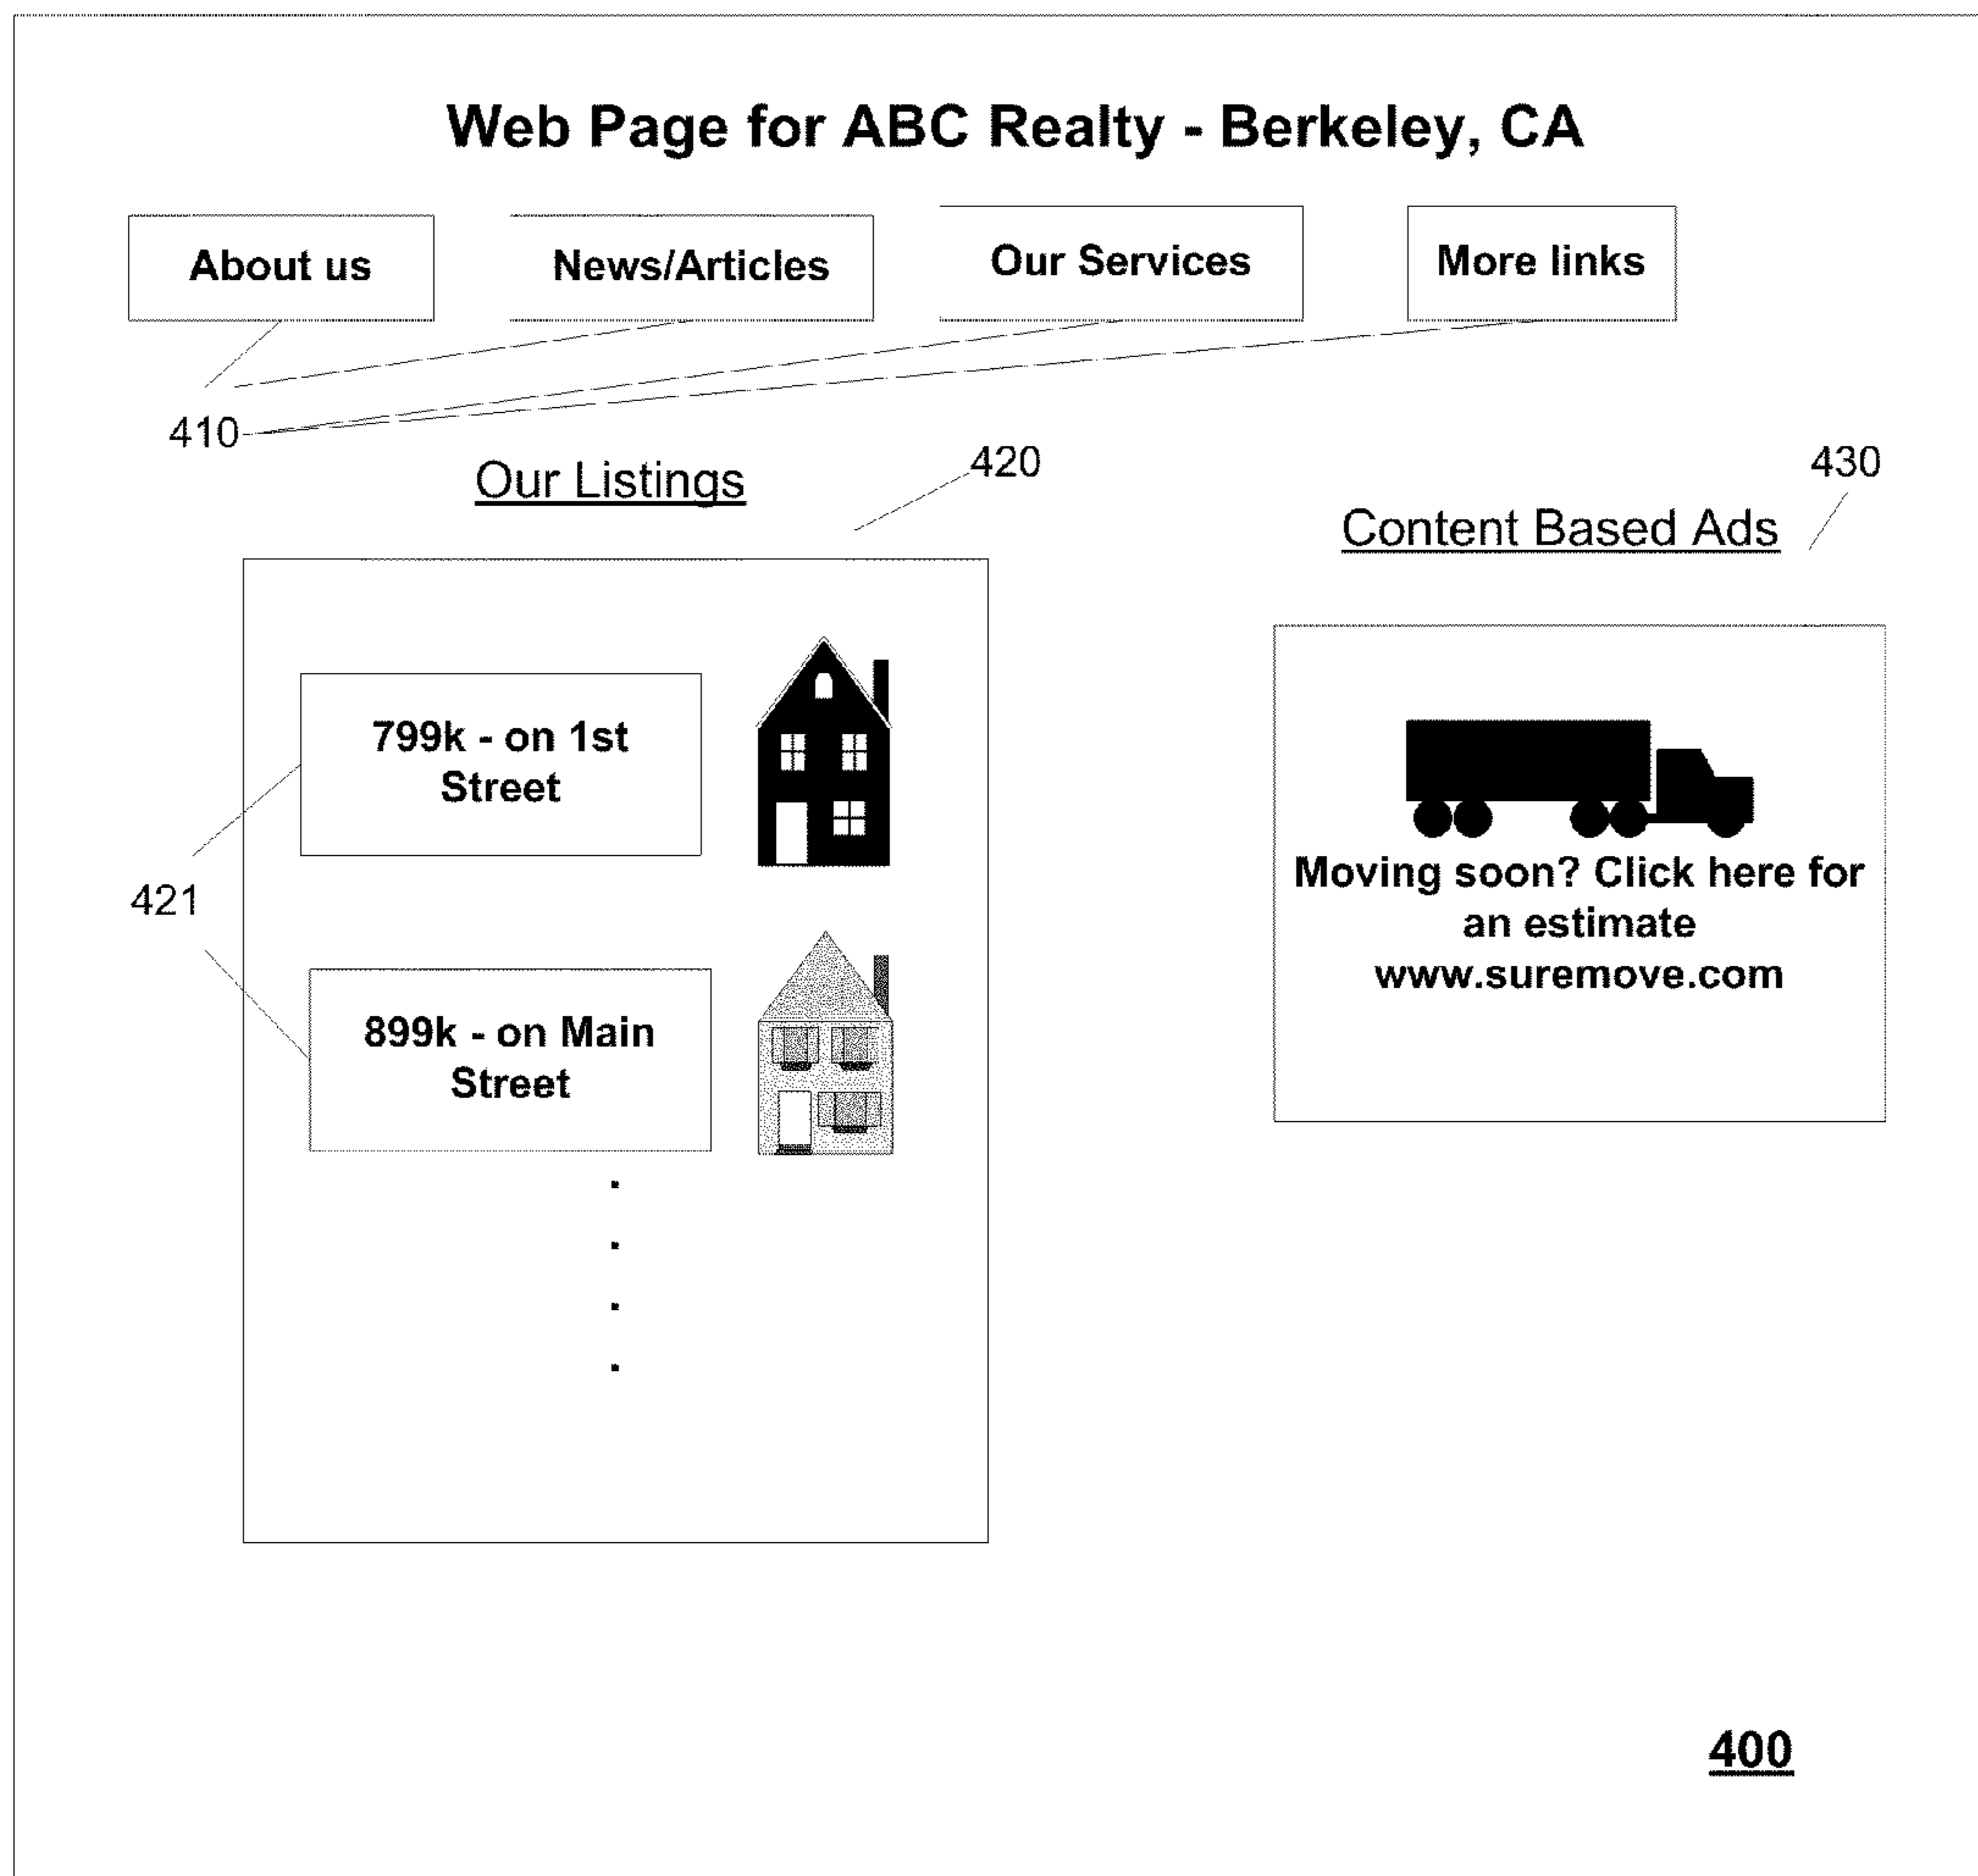 Web Page for ABC Realty - Berkeley, CA
About us
News/Articles
Our Services
More links
410
Our Listings
420
430
Content Based Ads
799k - on 1st
Street
421
899k - on Main
Street
Moving soon? Click here for
an estimate
www.suremove.com
400